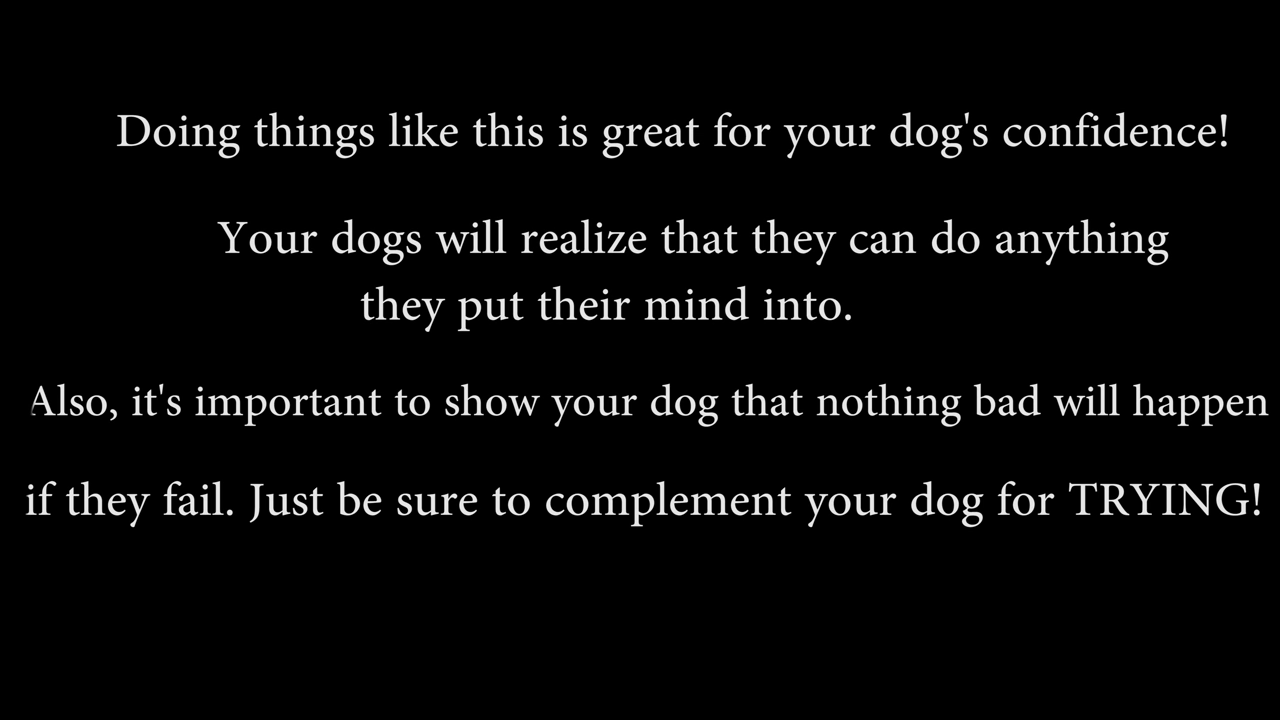 Doing things like this is great for your dog's confidence!
Your dogs will realize that they can do anything
they put their mind into.
Also, it's important to show your dog that nothing bad will happen
if they fail. Just be sure to complement your dog for TRYING!